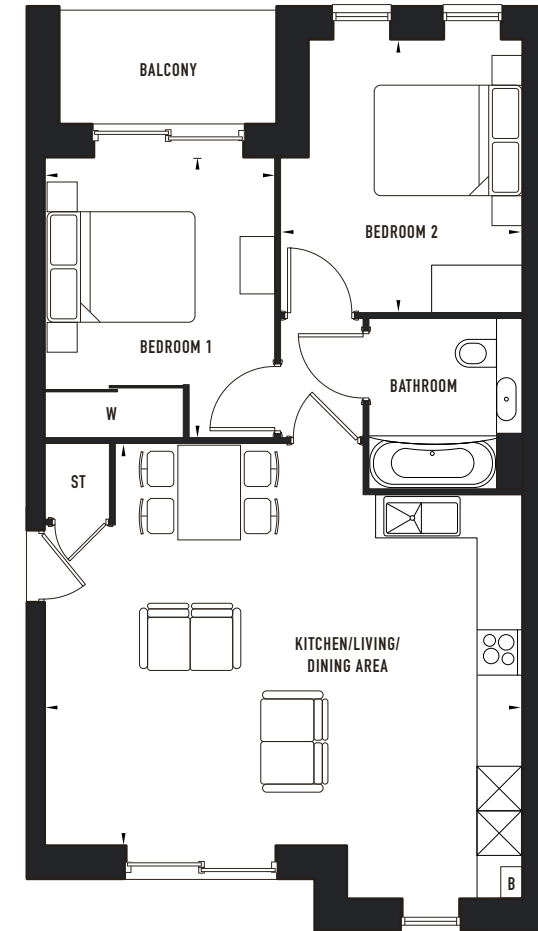 BALCONY
BEDROOM 2
BEDROOM 1
BATHROOM
W
ST
KITCHEN/LIVING/
DINING AREA
B